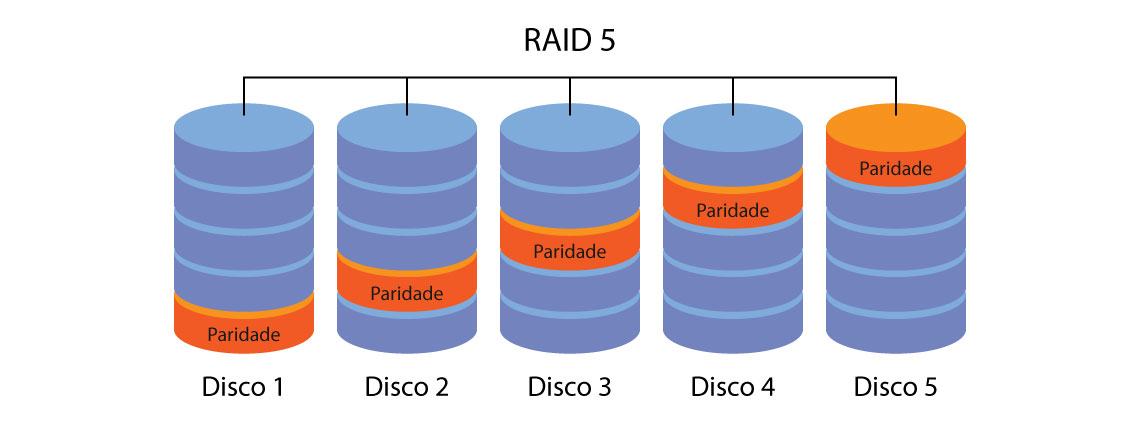 RAID 5
Paridade
Paridade
Paridade
Paridade
Paridade
Disco 1
Disco 2
Disco 3
Disco 4
Disco 5